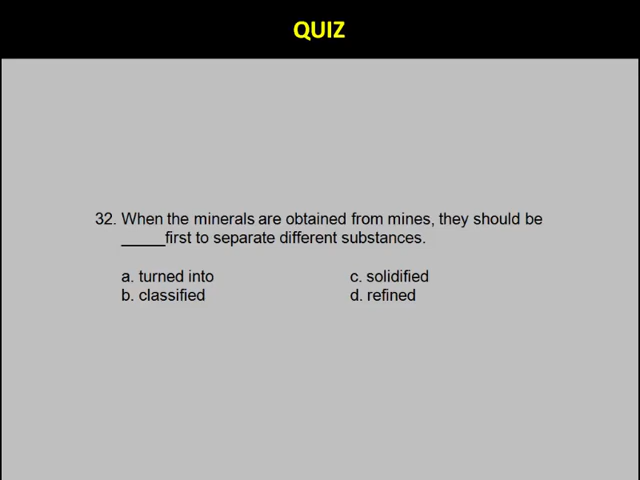 QUIZ
32. When the minerals are obtained from mines, they should be
_____first to separate different substances.
a. turned into
c. solidified
b. classified
d. refined